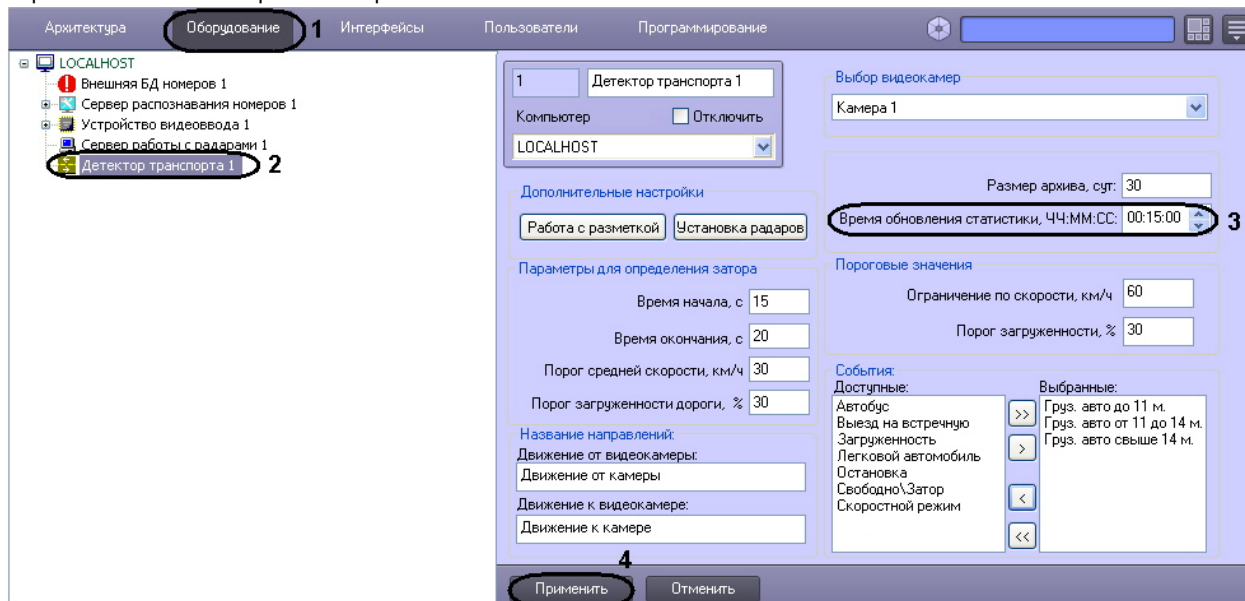 Архитектура Оборудование 1 Интерфейсы Пользователи Программирование
LOCALHOST
Внешняя БД номеров 1
Сервер распознавания номеров 1
Устройство видеоввода 1
Сервер работы с радарами 1
Детектор транспорта 1 2
1 Детектор транспорта 1
Компьютер Отключить
LOCALHOST
Дополнительные настройки
Работа с разметкой Установка радаров
Параметры для определения затора
Время начала, с 15
Время окончания, с 20
Порог средней скорости, км/ч 30
Порог загруженности дороги, % 30
Название направлений:
Движение от видеокамеры:
Движение от камеры
Движение к видеокамере:
Движение к камере
Выбор видеокамер
Камера 1
Размер архива, сут: 30
Время обновления статистики, ЧЧ:ММ:СС: 00:15:00 3
Пороговые значения
Ограничение по скорости, км/ч 60
Порог загруженности, % 30
События:
Доступные: Выбранные:
Автобус
Выезд на встречную
Загруженность
Легковой автомобиль
Остановка
Свободно\Затор
Скоростной режим
>>
>
<
<<
Груз. авто до 11 м.
Груз. авто от 11 до 14 м.
Груз. авто свыше 14 м.
4
Применить Отменить